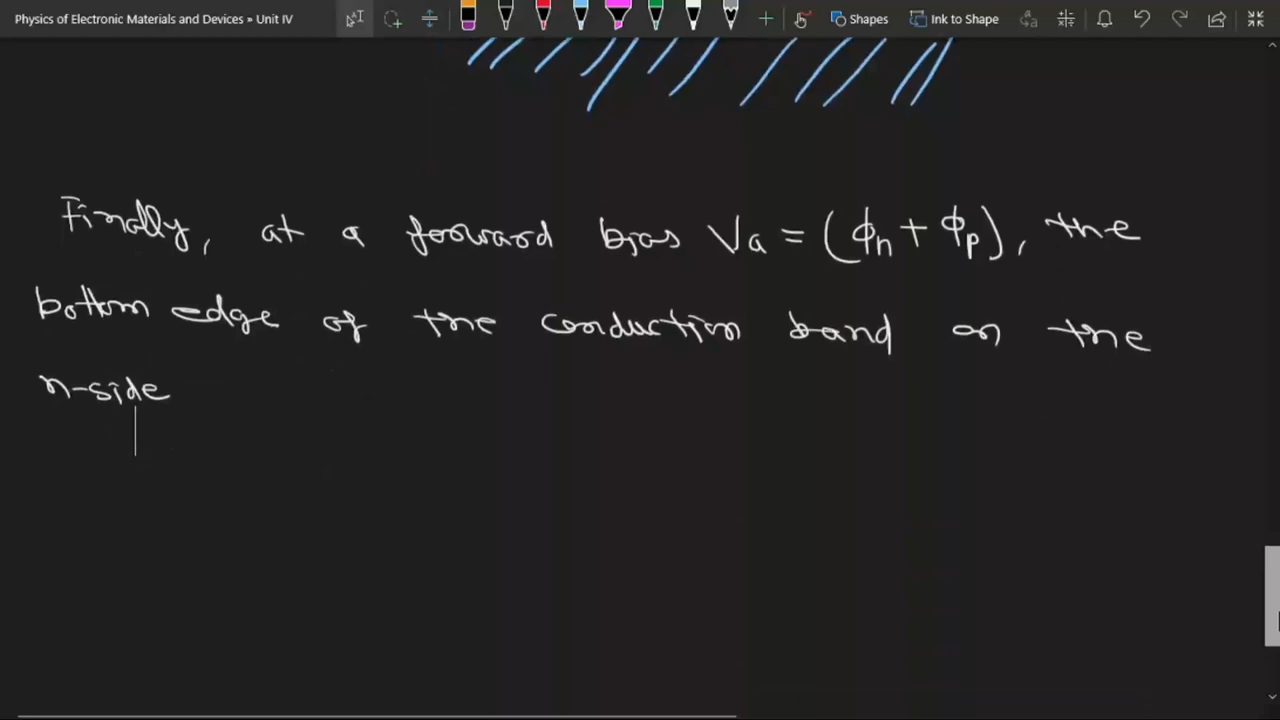 Physics of Electronic Materials and Devices » Unit IV
Shapes
Ink to Shape
Finally, at a forward bias Va = (ϕn + ϕp), the
bottom edge of the conduction band on the
n-side